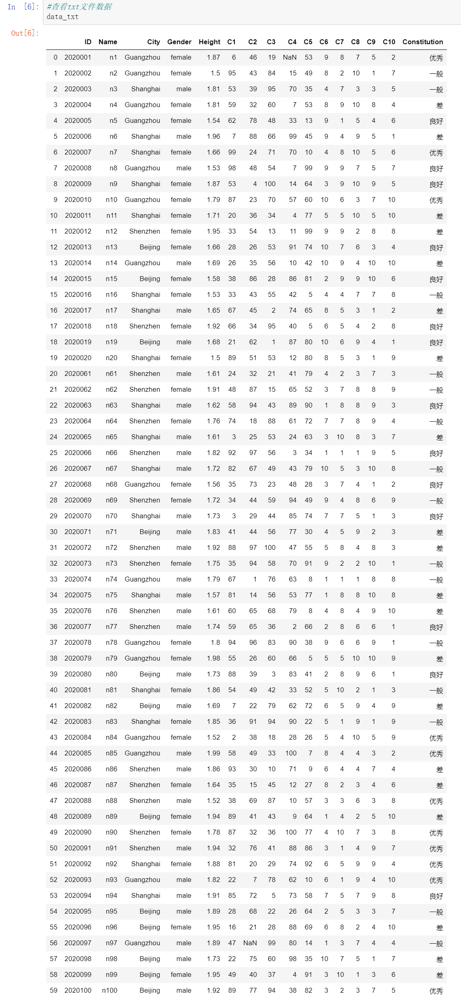 In [6]: #查看txt文件数据
data_txt
Out[6]:
ID Name City Gender Height C1 C2 C3 C4 C5 C6 C7 C8 C9 C10 Constitution
0 2020001 n1 Guangzhou female 1.87 6 46 19 NaN 53 9 8 7 5 2 优秀
1 2020002 n2 Guangzhou female 1.5 95 43 84 15 49 8 2 10 1 7 一般
2 2020003 n3 Shanghai male 1.81 53 39 95 70 35 4 7 3 3 5 一般
3 2020004 n4 Guangzhou female 1.81 59 32 60 7 53 8 9 10 8 4 差
4 2020005 n5 Guangzhou female 1.54 62 78 48 33 13 9 1 5 4 6 良好
5 2020006 n6 Shanghai male 1.96 7 88 66 99 45 9 4 9 5 1 差
6 2020007 n7 Shanghai female 1.66 99 24 71 70 10 4 8 10 5 6 优秀
7 2020008 n8 Guangzhou male 1.53 98 48 54 7 99 9 9 7 5 7 良好
8 2020009 n9 Shanghai female 1.87 53 4 100 14 64 3 9 10 9 5 良好
9 2020010 n10 Guangzhou female 1.79 87 23 70 57 60 10 6 3 7 10 优秀
10 2020011 n11 Shanghai female 1.71 20 36 34 4 77 5 5 10 5 10 差
11 2020012 n12 Shenzhen female 1.95 33 54 13 11 99 9 9 2 8 8 差
12 2020013 n13 Beijing female 1.66 28 26 53 91 74 10 7 6 3 4 良好
13 2020014 n14 Guangzhou male 1.69 26 35 56 10 42 10 9 4 10 10 差
14 2020015 n15 Beijing female 1.58 38 86 28 86 81 2 9 9 10 6 良好
15 2020016 n16 Shanghai female 1.53 33 43 55 42 5 4 4 7 7 8 一般
16 2020017 n17 Shanghai male 1.65 67 45 2 74 65 8 5 3 1 2 差
17 2020018 n18 Shenzhen female 1.92 66 34 95 40 5 6 5 4 2 8 良好
18 2020019 n19 Beijing male 1.68 21 62 1 87 80 10 6 9 4 1 良好
19 2020020 n20 Shanghai female 1.5 89 51 53 12 80 8 5 3 1 9 差
20 2020061 n61 Shenzhen male 1.61 24 32 21 41 79 4 2 3 7 3 一般
21 2020062 n62 Shenzhen female 1.91 48 87 15 65 52 3 7 8 8 9 一般
22 2020063 n63 Shanghai male 1.62 58 94 43 89 90 1 8 8 9 3 良好
23 2020064 n64 Shenzhen female 1.76 74 18 88 61 72 7 7 8 9 4 一般
24 2020065 n65 Shanghai male 1.61 3 25 53 24 63 3 10 8 3 7 差
25 2020066 n66 Shenzhen male 1.82 92 97 56 3 34 1 1 1 9 5 良好
26 2020067 n67 Shanghai male 1.72 82 67 49 43 79 10 5 3 10 8 一般
27 2020068 n68 Guangzhou female 1.56 35 73 23 48 28 3 7 4 1 2 良好
28 2020069 n69 Shenzhen female 1.72 34 44 59 94 49 9 4 8 6 9 一般
29 2020070 n70 Shanghai male 1.73 3 29 44 85 74 7 7 5 1 3 良好
30 2020071 n71 Beijing male 1.83 41 44 56 77 30 4 5 9 2 3 差
31 2020072 n72 Shenzhen male 1.92 88 97 100 47 55 5 8 4 8 3 差
32 2020073 n73 Shenzhen female 1.75 35 94 58 70 91 9 2 2 10 1 一般
33 2020074 n74 Guangzhou male 1.79 67 1 76 63 8 1 1 1 8 8 一般
34 2020075 n75 Shanghai male 1.57 81 14 56 53 77 1 8 8 10 8 差
35 2020076 n76 Shenzhen male 1.61 60 65 68 79 8 4 8 4 9 10 差
36 2020077 n77 Shenzhen male 1.74 59 65 36 2 66 2 8 6 6 1 良好
37 2020078 n78 Guangzhou female 1.8 94 96 83 90 38 9 6 6 9 1 一般
38 2020079 n79 Guangzhou female 1.98 55 26 60 66 5 5 5 10 10 9 差
39 2020080 n80 Beijing male 1.73 88 39 3 83 41 2 8 9 6 1 良好
40 2020081 n81 Shanghai female 1.86 54 49 42 33 52 5 10 2 1 3 一般
41 2020082 n82 Beijing male 1.69 7 22 79 62 72 6 5 9 4 9 差
42 2020083 n83 Shanghai female 1.85 36 91 94 90 22 5 1 9 1 9 一般
43 2020084 n84 Guangzhou female 1.52 2 38 18 28 26 5 4 10 5 9 优秀
44 2020085 n85 Guangzhou male 1.99 58 49 33 100 7 8 4 4 3 2 优秀
45 2020086 n86 Shenzhen male 1.86 93 30 10 71 9 6 4 4 7 4 差
46 2020087 n87 Shenzhen female 1.64 35 15 45 12 27 8 2 3 4 6 差
47 2020088 n88 Shenzhen male 1.52 38 69 87 10 57 3 3 6 3 8 优秀
48 2020089 n89 Beijing female 1.94 89 41 43 9 64 1 4 2 5 10 差
49 2020090 n90 Shenzhen female 1.78 87 32 36 100 77 4 10 7 3 8 优秀
50 2020091 n91 Shenzhen male 1.94 32 76 41 88 86 3 1 4 9 7 优秀
51 2020092 n92 Shanghai female 1.88 81 20 29 74 92 6 5 9 9 4 优秀
52 2020093 n93 Guangzhou male 1.82 22 7 78 62 10 6 1 9 4 10 优秀
53 2020094 n94 Shanghai male 1.91 85 72 5 73 58 7 5 7 9 8 良好
54 2020095 n95 Beijing male 1.89 28 68 22 26 64 2 5 3 3 7 一般
55 2020096 n96 Beijing female 1.95 16 21 28 88 69 6 8 2 4 10 差
56 2020097 n97 Guangzhou male 1.89 47 NaN 99 80 14 1 3 7 4 4 一般
57 2020098 n98 Beijing male 1.73 22 75 60 98 35 10 7 5 1 7 差
58 2020099 n99 Beijing female 1.95 49 40 37 4 91 3 10 1 3 6 差
59 2020100 n100 Beijing male 1.92 89 77 94 38 82 3 2 3 7 5 优秀